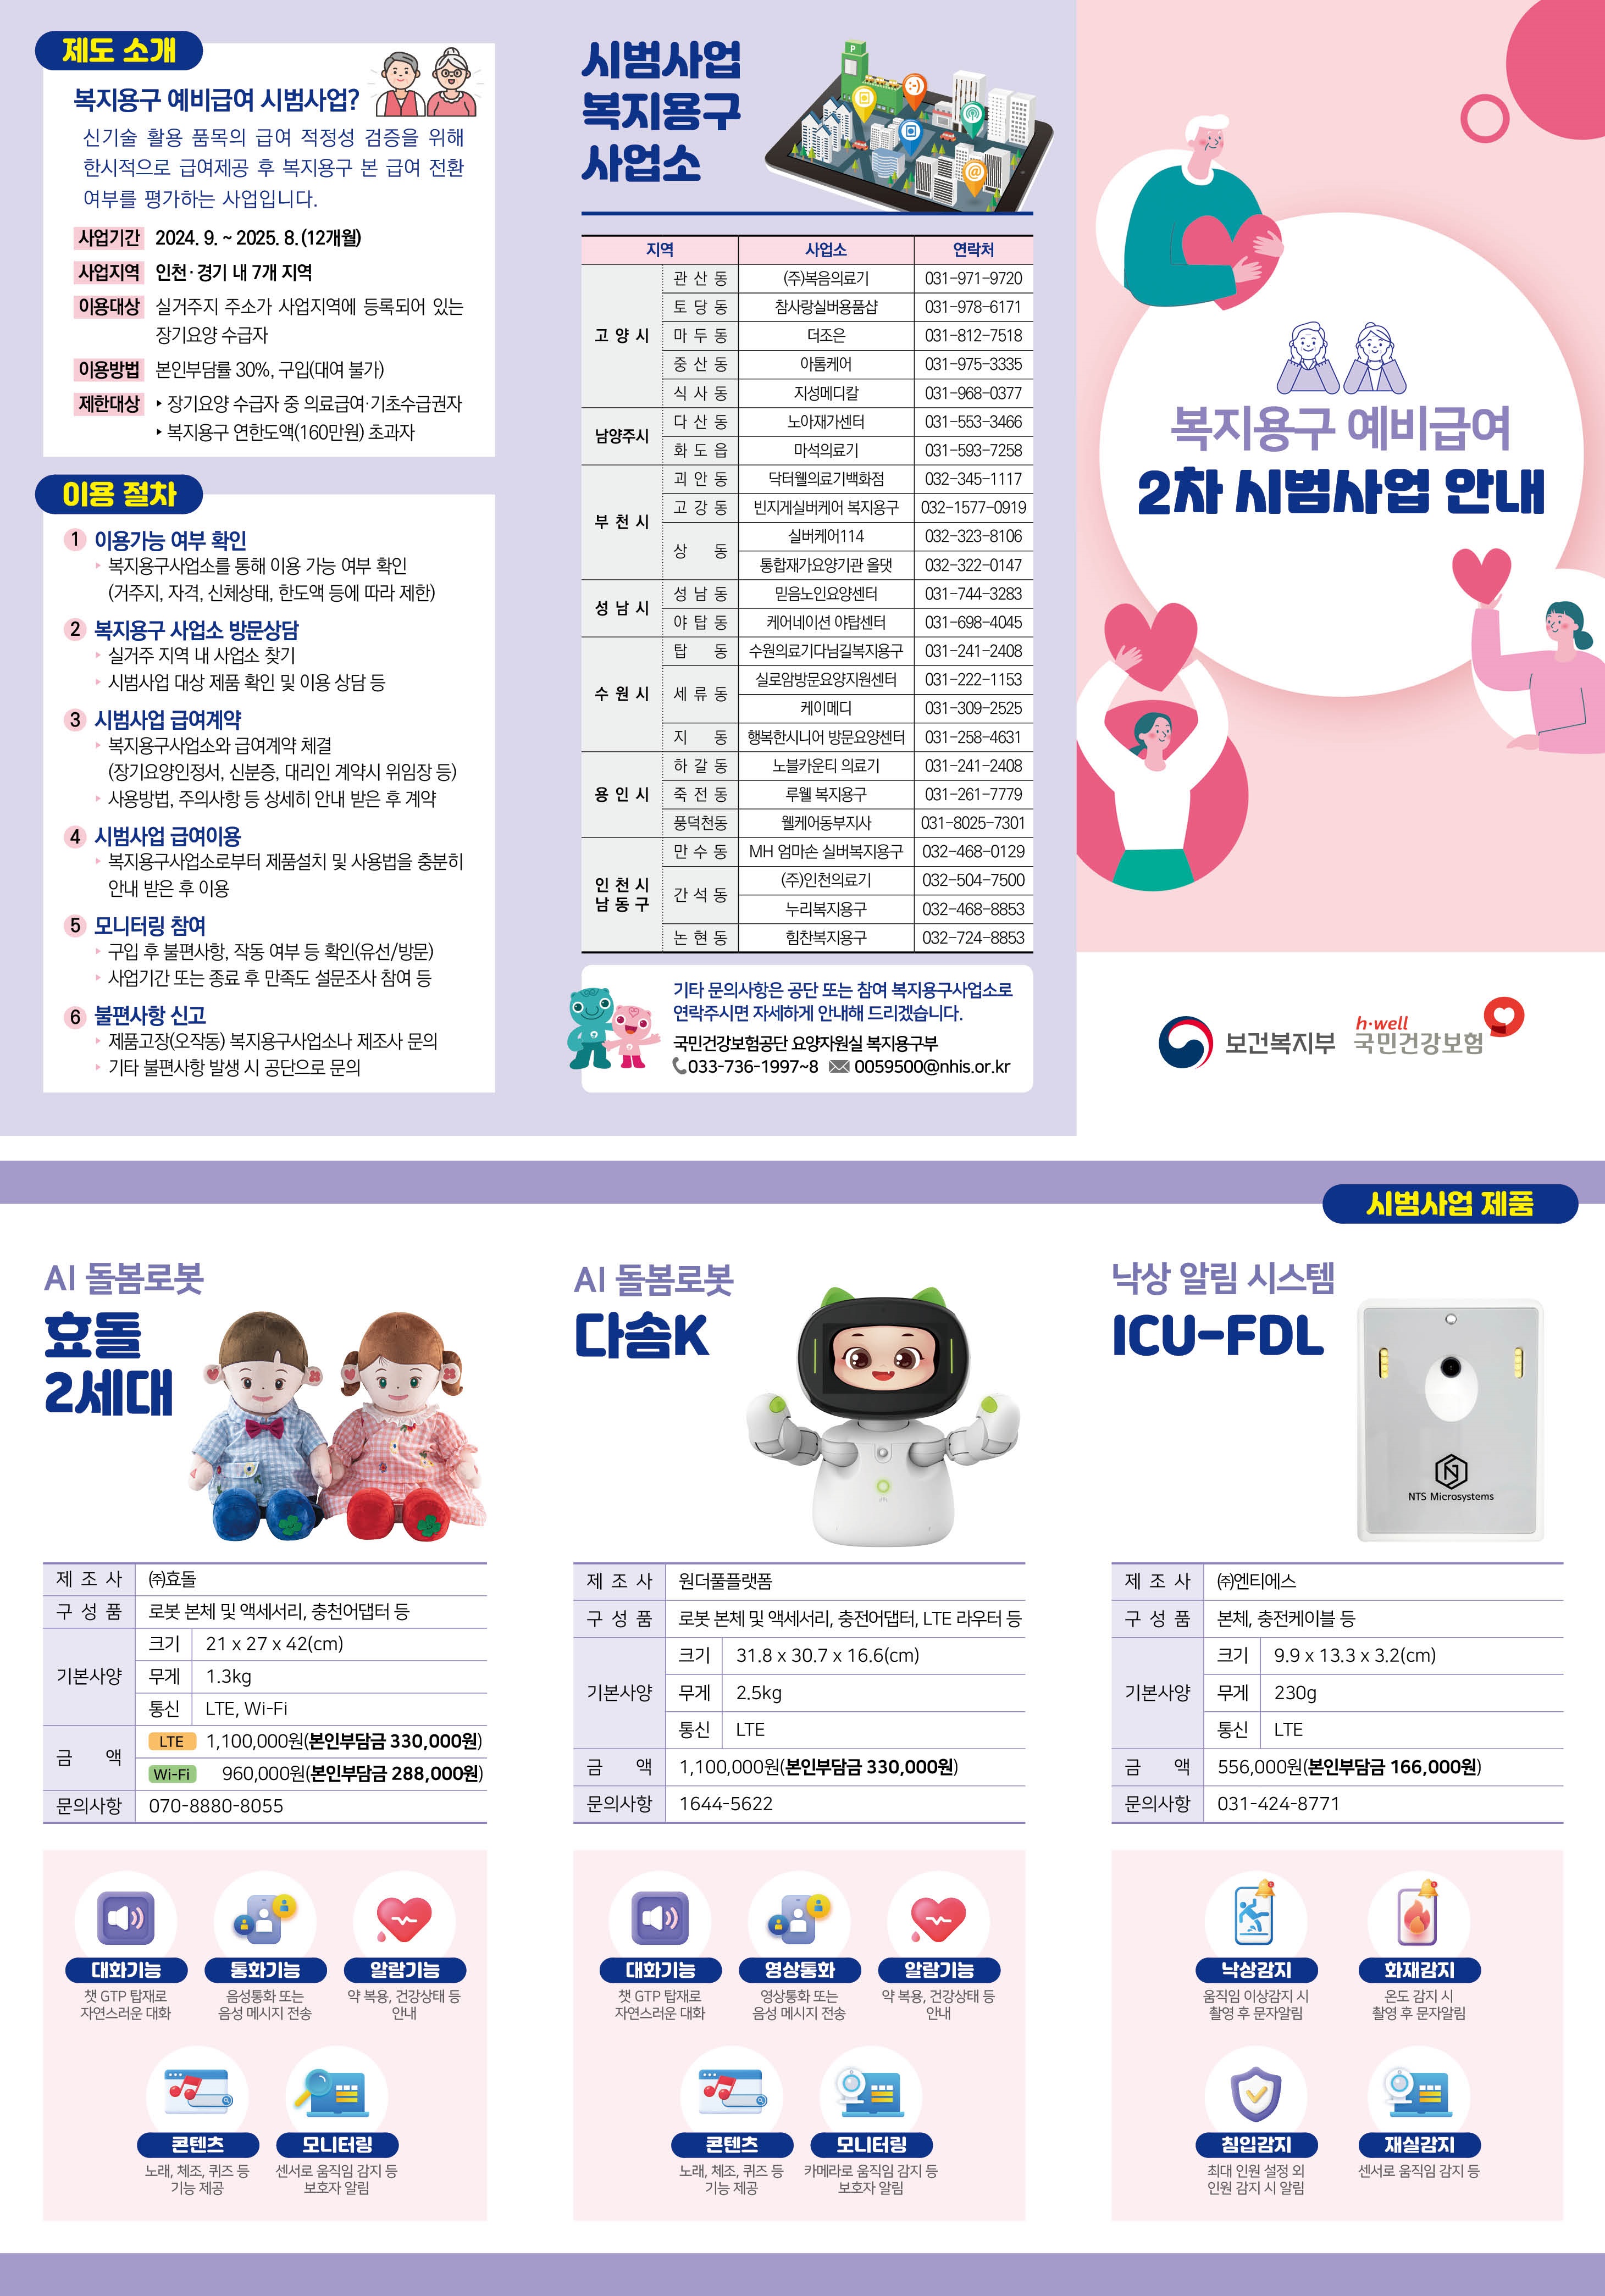 제도 소개
복지용구 예비급여 시범사업?
신기술 활용 품목의 급여 적정성 검증을 위해
한시적으로 급여제공 후 복지용구 본 급여 전환
여부를 평가하는 사업입니다.
사업기간 2024. 9. ~ 2025. 8. (12개월)
사업지역 인천·경기 내 7개 지역
이용대상 실거주지 주소가 사업지역에 등록되어 있는
장기요양 수급자
이용방법 본인부담률 30%, 구입(대여 불가)
제한대상 ▸ 장기요양 수급자 중 의료급여·기초수급권자
▸ 복지용구 연한도액(160만원) 초과자
이용 절차
1 이용가능 여부 확인
▸ 복지용구사업소를 통해 이용 가능 여부 확인
(거주지, 자격, 신체상태, 한도액 등에 따라 제한)
2 복지용구 사업소 방문상담
▸ 실거주 지역 내 사업소 찾기
▸ 시범사업 대상 제품 확인 및 이용 상담 등
3 시범사업 급여계약
▸ 복지용구사업소와 급여계약 체결
(장기요양인정서, 신분증, 대리인 계약시 위임장 등)
▸ 사용방법, 주의사항 등 상세히 안내 받은 후 계약
4 시범사업 급여이용
▸ 복지용구사업소로부터 제품설치 및 사용법을 충분히
안내 받은 후 이용
5 모니터링 참여
▸ 구입 후 불편사항, 작동 여부 등 확인(유선/방문)
▸ 사업기간 또는 종료 후 만족도 설문조사 참여 등
6 불편사항 신고
▸ 제품고장(오작동) 복지용구사업소나 제조사 문의
▸ 기타 불편사항 발생 시 공단으로 문의
시범사업
복지용구
사업소
P
@
지역 사업소 연락처
고양시 관산동 (주)복음의료기 031-971-9720
토당동 참사랑실버용품샵 031-978-6171
마두동 더조은 031-812-7518
중산동 아톰케어 031-975-3335
식사동 지성메디칼 031-968-0377
남양주시 다산동 노아재가센터 031-553-3466
화도읍 마석의료기 031-593-7258
부천시 괴안동 닥터웰의료기백화점 032-345-1117
고강동 빈지게실버케어 복지용구 032-1577-0919
상동 실버케어114 032-323-8106
통합재가요양기관 올댓 032-322-0147
성남시 성남동 믿음노인요양센터 031-744-3283
야탑동 케어네이션 야탑센터 031-698-4045
수원시 탑동 수원의료기다님길복지용구 031-241-2408
세류동 실로암방문요양지원센터 031-222-1153
케이메디 031-309-2525
지동 행복한시니어 방문요양센터 031-258-4631
용인시 하갈동 노블카운티 의료기 031-241-2408
죽전동 루웰 복지용구 031-261-7779
풍덕천동 웰케어동부지사 031-8025-7301
인천시 남동구 만수동 MH 엄마손 실버복지용구 032-468-0129
간석동 (주)인천의료기 032-504-7500
누리복지용구 032-468-8853
논현동 힘찬복지용구 032-724-8853
기타 문의사항은 공단 또는 참여 복지용구사업소로
연락주시면 자세하게 안내해 드리겠습니다.
국민건강보험공단 요양자원실 복지용구부
033-736-1997~8 0059500@nhis.or.kr
복지용구 예비급여
2차 시범사업 안내
보건복지부
h·well
국민건강보험
시범사업 제품
AI 돌봄로봇
효돌
2세대
제조사 ㈜효돌
구성품 로봇 본체 및 액세서리, 충천어댑터 등
기본사양 크기 21 x 27 x 42(cm)
무게 1.3kg
통신 LTE, Wi-Fi
금액 LTE 1,100,000원(본인부담금 330,000원)
Wi-Fi 960,000원(본인부담금 288,000원)
문의사항 070-8880-8055
대화기능 통화기능 알람기능
챗 GTP 탑재로 음성통화 또는 약 복용, 건강상태 등
자연스러운 대화 음성 메시지 전송 안내
콘텐츠 모니터링
노래, 체조, 퀴즈 등 센서로 움직임 감지 등
기능 제공 보호자 알림
AI 돌봄로봇
다솜K
제조사 원더풀플랫폼
구성품 로봇 본체 및 액세서리, 충전어댑터, LTE 라우터 등
기본사양 크기 31.8 x 30.7 x 16.6(cm)
무게 2.5kg
통신 LTE
금액 1,100,000원(본인부담금 330,000원)
문의사항 1644-5622
대화기능 영상통화 알람기능
챗 GTP 탑재로 영상통화 또는 약 복용, 건강상태 등
자연스러운 대화 음성 메시지 전송 안내
콘텐츠 모니터링
노래, 체조, 퀴즈 등 카메라로 움직임 감지 등
기능 제공 보호자 알림
낙상 알림 시스템
ICU-FDL
NTS Microsystems
제조사 ㈜엔티에스
구성품 본체, 충전케이블 등
기본사양 크기 9.9 x 13.3 x 3.2(cm)
무게 230g
통신 LTE
금액 556,000원(본인부담금 166,000원)
문의사항 031-424-8771
낙상감지 화재감지
움직임 이상감지 시 온도 감지 시
촬영 후 문자알림 촬영 후 문자알림
침입감지 재실감지
최대 인원 설정 외 센서로 움직임 감지 등
인원 감지 시 알림